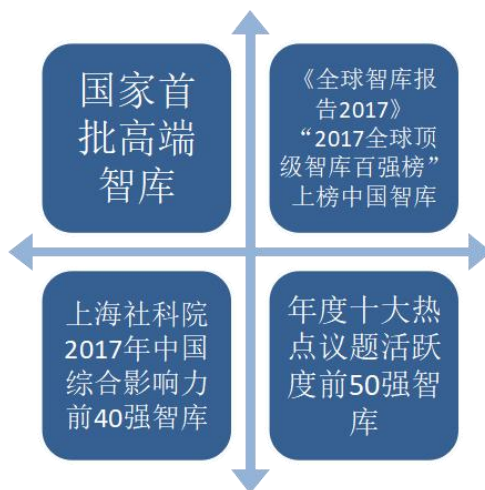 国家首
批高端
智库
《全球智库报
告2017》
“2017全球顶
级智库百强榜”
上榜中国智库
上海社科院
2017年中国
综合影响力
前40强智库
年度十大热
点议题活跃
度前50强智
库